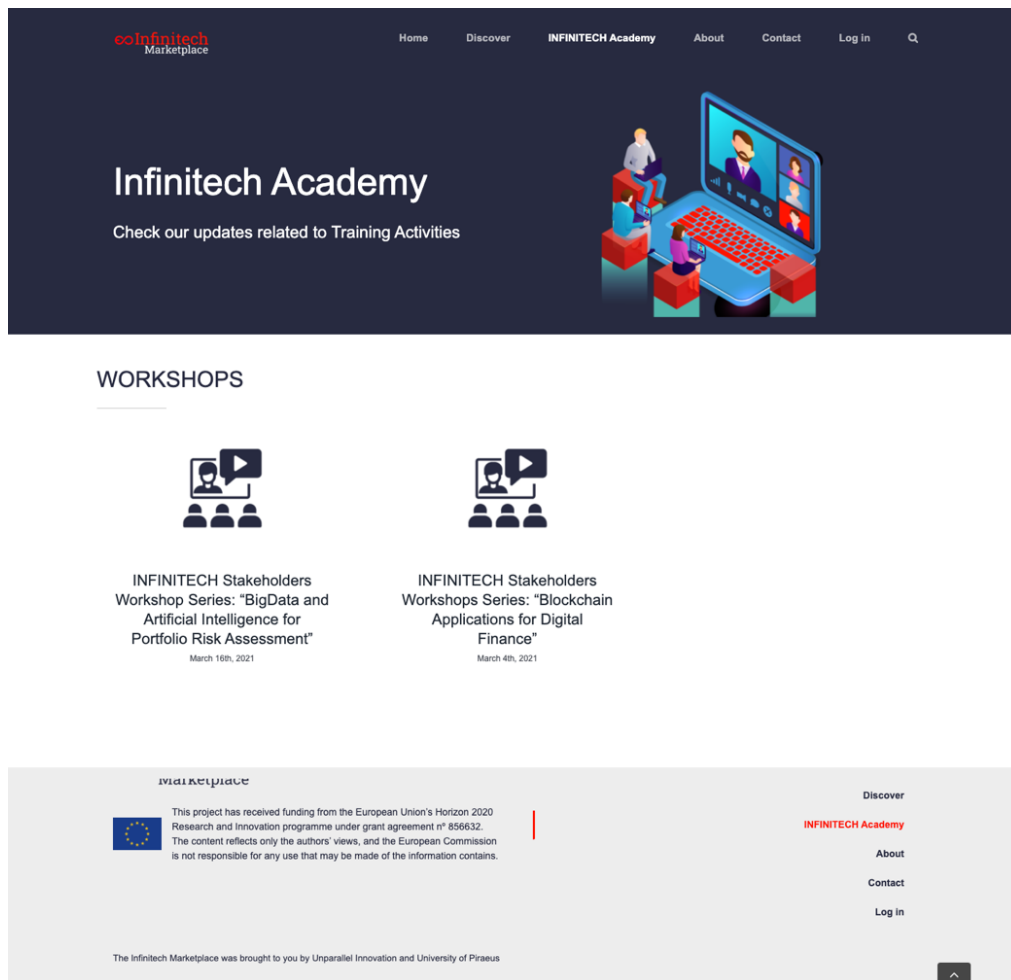 Infinitech
Marketplace
Home Discover INFINITECH Academy About Contact Log in
Infinitech Academy
Check our updates related to Training Activities
WORKSHOPS
INFINITECH Stakeholders
Workshop Series: “BigData and
Artificial Intelligence for
Portfolio Risk Assessment”
March 16th, 2021
INFINITECH Stakeholders
Workshops Series: “Blockchain
Applications for Digital
Finance”
March 4th, 2021
Marketplace
This project has received funding from the European Union’s Horizon 2020
Research and Innovation programme under grant agreement nº 856632.
The content reflects only the authors’ views, and the European Commission
is not responsible for any use that may be made of the information contains.
Discover
INFINITECH Academy
About
Contact
Log in
The Infinitech Marketplace was brought to you by Unparallel Innovation and University of Piraeus